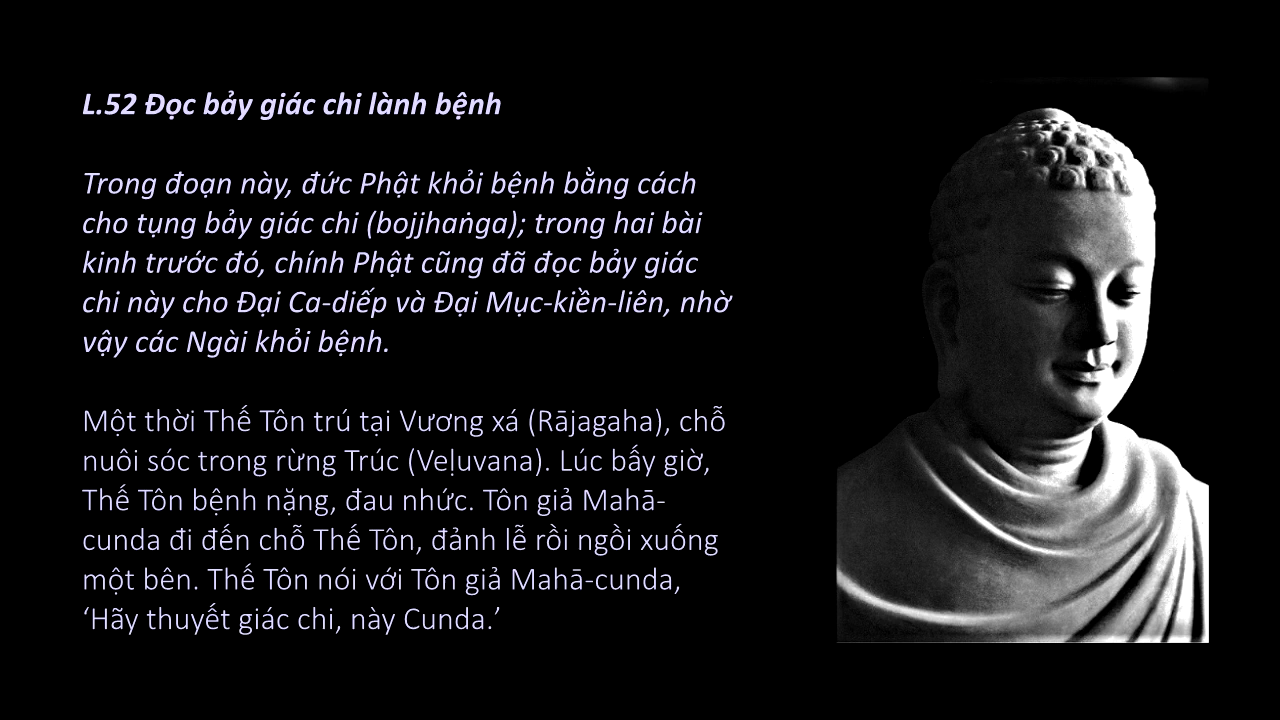 L.52 Đọc bảy giác chi lành bệnh
Trong đoạn này, đức Phật khỏi bệnh bằng cách
cho tụng bảy giác chi (bojjhaṅga); trong hai bài
kinh trước đó, chính Phật cũng đã đọc bảy giác
chi này cho Đại Ca-diếp và Đại Mục-kiền-liên, nhờ
vậy các Ngài khỏi bệnh.
Một thời Thế Tôn trú tại Vương xá (Rājagaha), chỗ
nuôi sóc trong rừng Trúc (Veḷuvana). Lúc bấy giờ,
Thế Tôn bệnh nặng, đau nhức. Tôn giả Mahā-
cunda đi đến chỗ Thế Tôn, đảnh lễ rồi ngồi xuống
một bên. Thế Tôn nói với Tôn giả Mahā-cunda,
‘Hãy thuyết giác chi, này Cunda.’